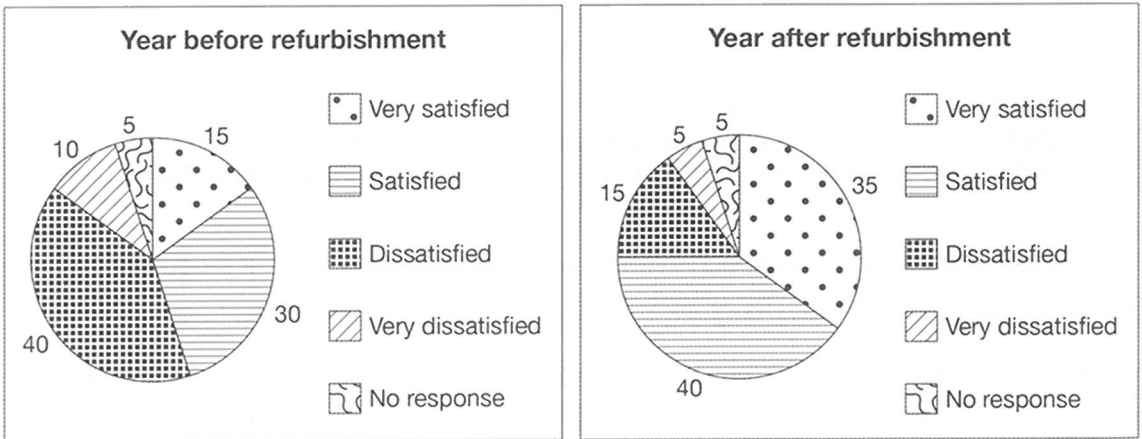 Year before refurbishment
5
15
10
40
30
Very satisfied
Satisfied
Dissatisfied
Very dissatisfied
No response
Year after refurbishment
5
5
15
35
40
Very satisfied
Satisfied
Dissatisfied
Very dissatisfied
No response